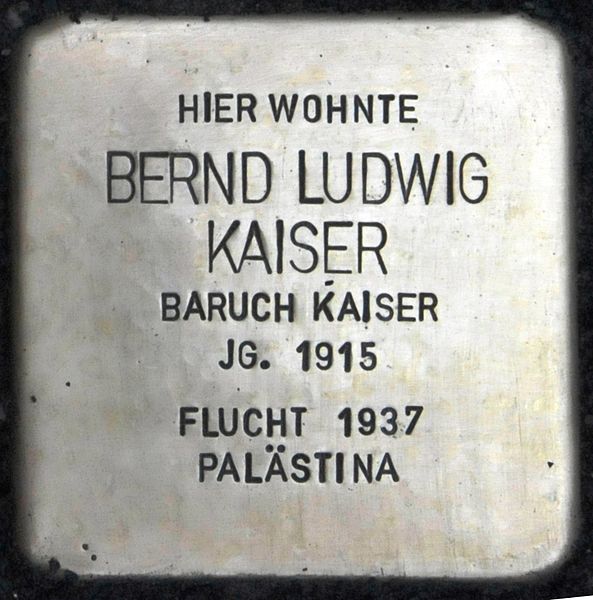 HIER WOHNTE
BERND LUDWIG
KAISER
BARUCH KAISER
JG. 1915
FLUCHT 1937
PALÄSTINA